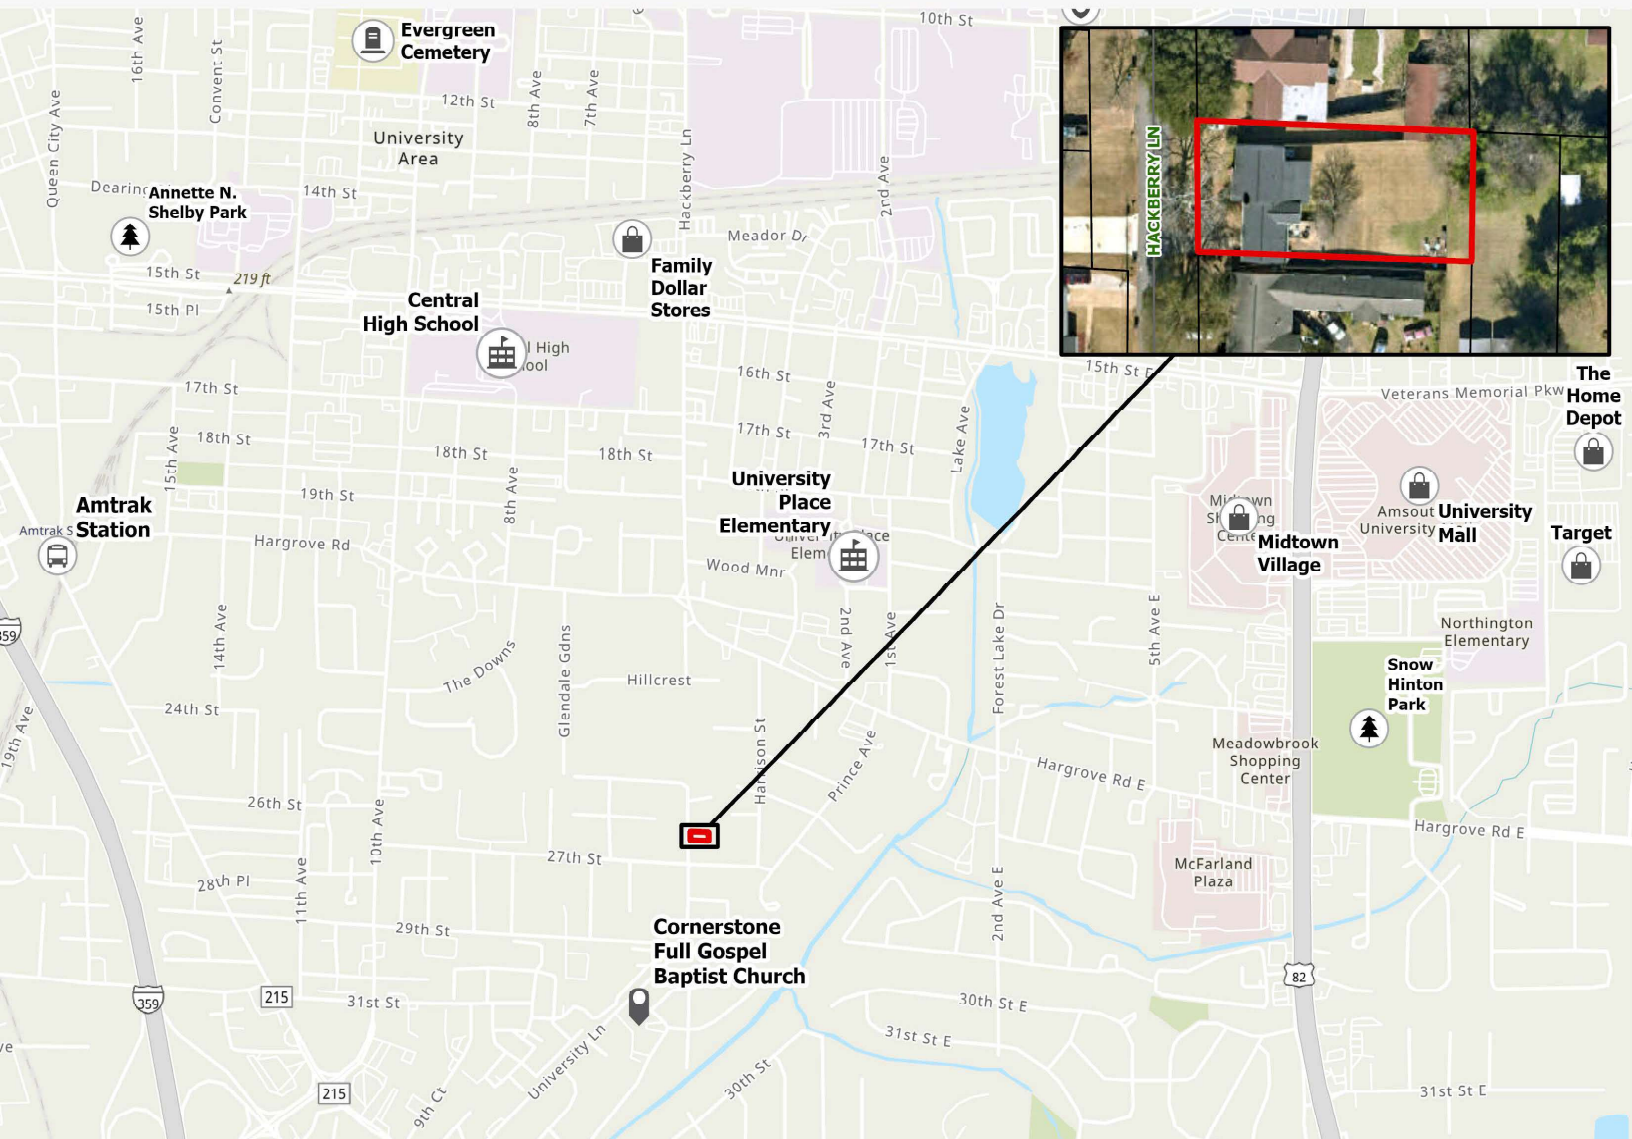 10th St
Evergreen
Cemetery
16th Ave
Convent St
Queen City Ave
12th St
8th Ave
7th Ave
University
Area
Hackberry Ln
2nd Ave
HACKBERRY LN
Dearing
Annette N.
Shelby Park
14th St
Meador Dr
15th St
219 ft
15th Pl
Family
Dollar
Stores
Central
High School
l High
ool
17th St
16th St
3rd Ave
15th St E
Veterans Memorial Pkw
The
Home
Depot
15th Ave
18th St
18th St
18th St
17th St
17th St
Lake Ave
8th Ave
19th St
University
Place
Elementary
Elem
Amtrak S
Amtrak
Station
Hargrove Rd
Wood Mnr
Midtown
Village
Amsout
University
University
Mall
Target
359
14th Ave
The Downs
Glendale Gdns
Hillcrest
2nd Ave
1st Ave
Forest Lake Dr
5th Ave E
Northington
Elementary
Snow
Hinton
Park
19th Ave
24th St
Harrison St
Prince Ave
Hargrove Rd E
Meadowbrook
Shopping
Center
26th St
10th Ave
27th St
Hargrove Rd E
28th Pl
11th Ave
2nd Ave E
McFarland
Plaza
29th St
Cornerstone
Full Gospel
Baptist Church
359
215
31st St
82
30th St E
31st St E
University Ln
30th St
215
9th Ct
31st St E